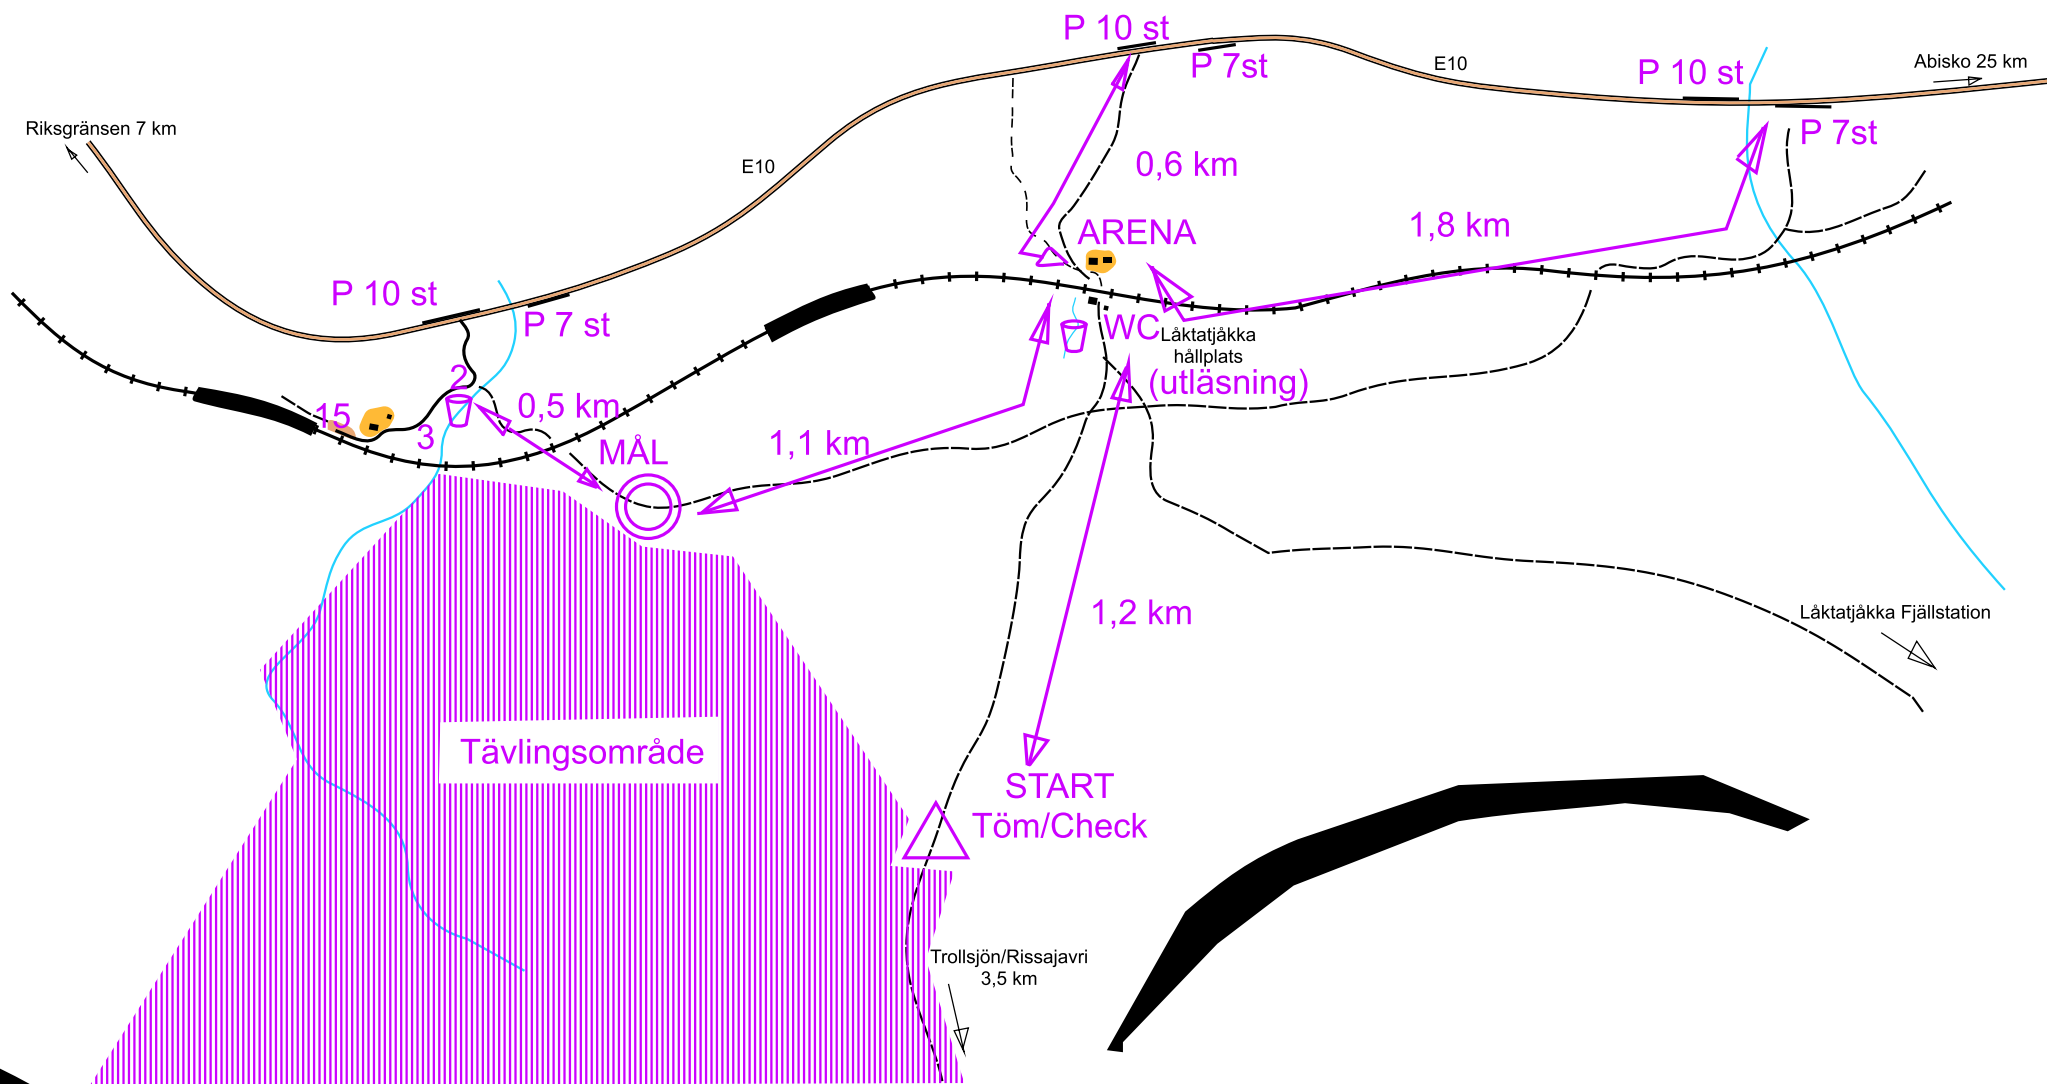 P 10 st
P 7st
E10
P 10 st
Abisko 25 km
P 7st
Riksgränsen 7 km
E10
0,6 km
ARENA
1,8 km
P 10 st
P 7 st
WC
Låktatjåkka
hållplats
(utläsning)
2
15
3
0,5 km
MÅL
1,1 km
1,2 km
Låktatjåkka Fjällstation
Tävlingsområde
START
Töm/Check
Trollsjön/Rissajavri
3,5 km